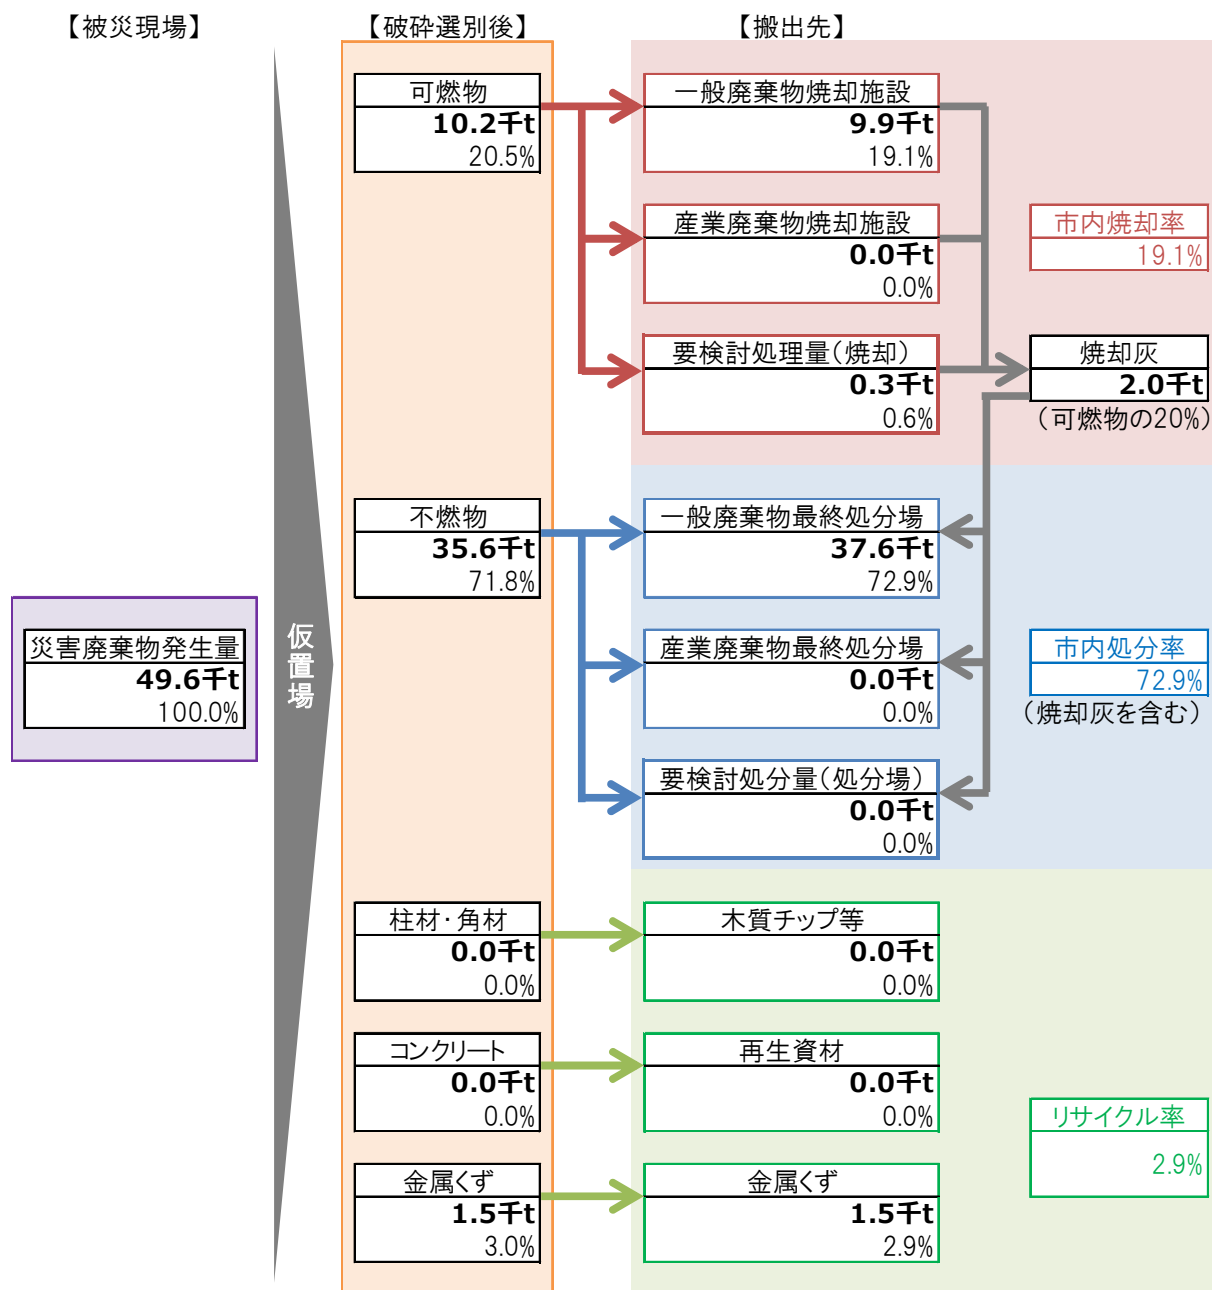 【被災現場】
【破砕選別後】
【搬出先】
災害廃棄物発生量
49.6千t
100.0%
仮置場
可燃物
10.2千t
20.5%
不燃物
35.6千t
71.8%
柱材・角材
0.0千t
0.0%
コンクリート
0.0千t
0.0%
金属くず
1.5千t
3.0%
一般廃棄物焼却施設
9.9千t
19.1%
産業廃棄物焼却施設
0.0千t
0.0%
要検討処理量（焼却）
0.3千t
0.6%
一般廃棄物最終処分場
37.6千t
72.9%
産業廃棄物最終処分場
0.0千t
0.0%
要検討処分量（処分場）
0.0千t
0.0%
木質チップ等
0.0千t
0.0%
再生資材
0.0千t
0.0%
金属くず
1.5千t
2.9%
市内焼却率
19.1%
焼却灰
2.0千t
（可燃物の20%）
市内処分率
72.9%
（焼却灰を含む）
リサイクル率
2.9%